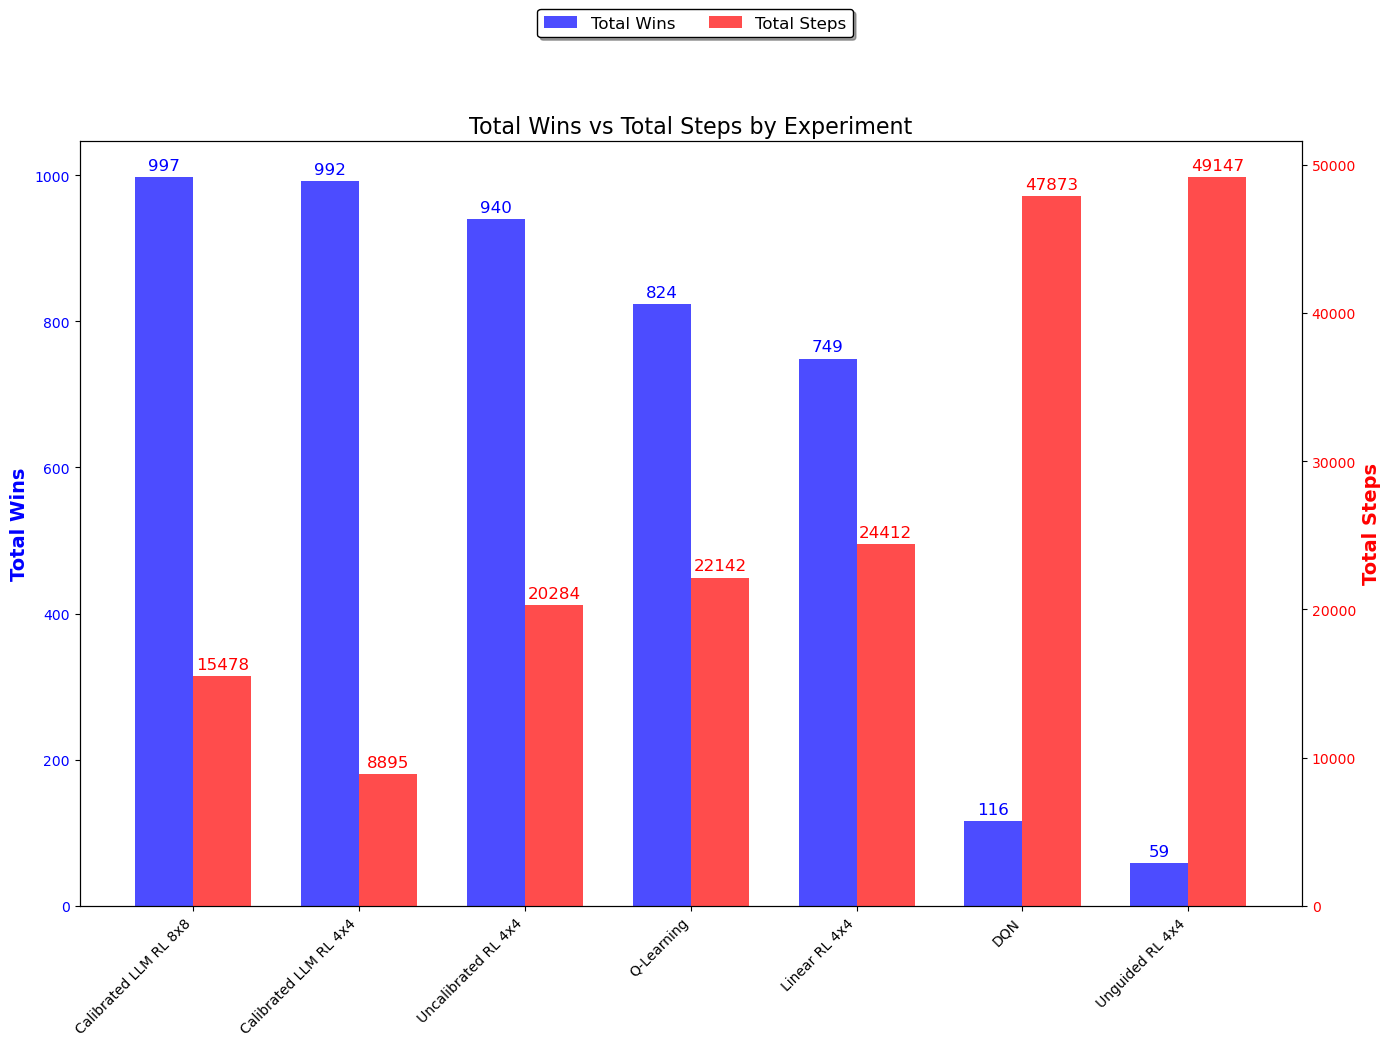 Total Wins
Total Steps
Total Wins vs Total Steps by Experiment
997
992
940
824
749
116
59
15478
8895
20284
22142
24412
47873
49147
1000
800
600
400
200
0
Total Wins
50000
40000
30000
20000
10000
0
Total Steps
Calibrated LLM RL 8x8
Calibrated LLM RL 4x4
Uncalibrated RL 4x4
Q-Learning
Linear RL 4x4
DQN
Unguided RL 4x4